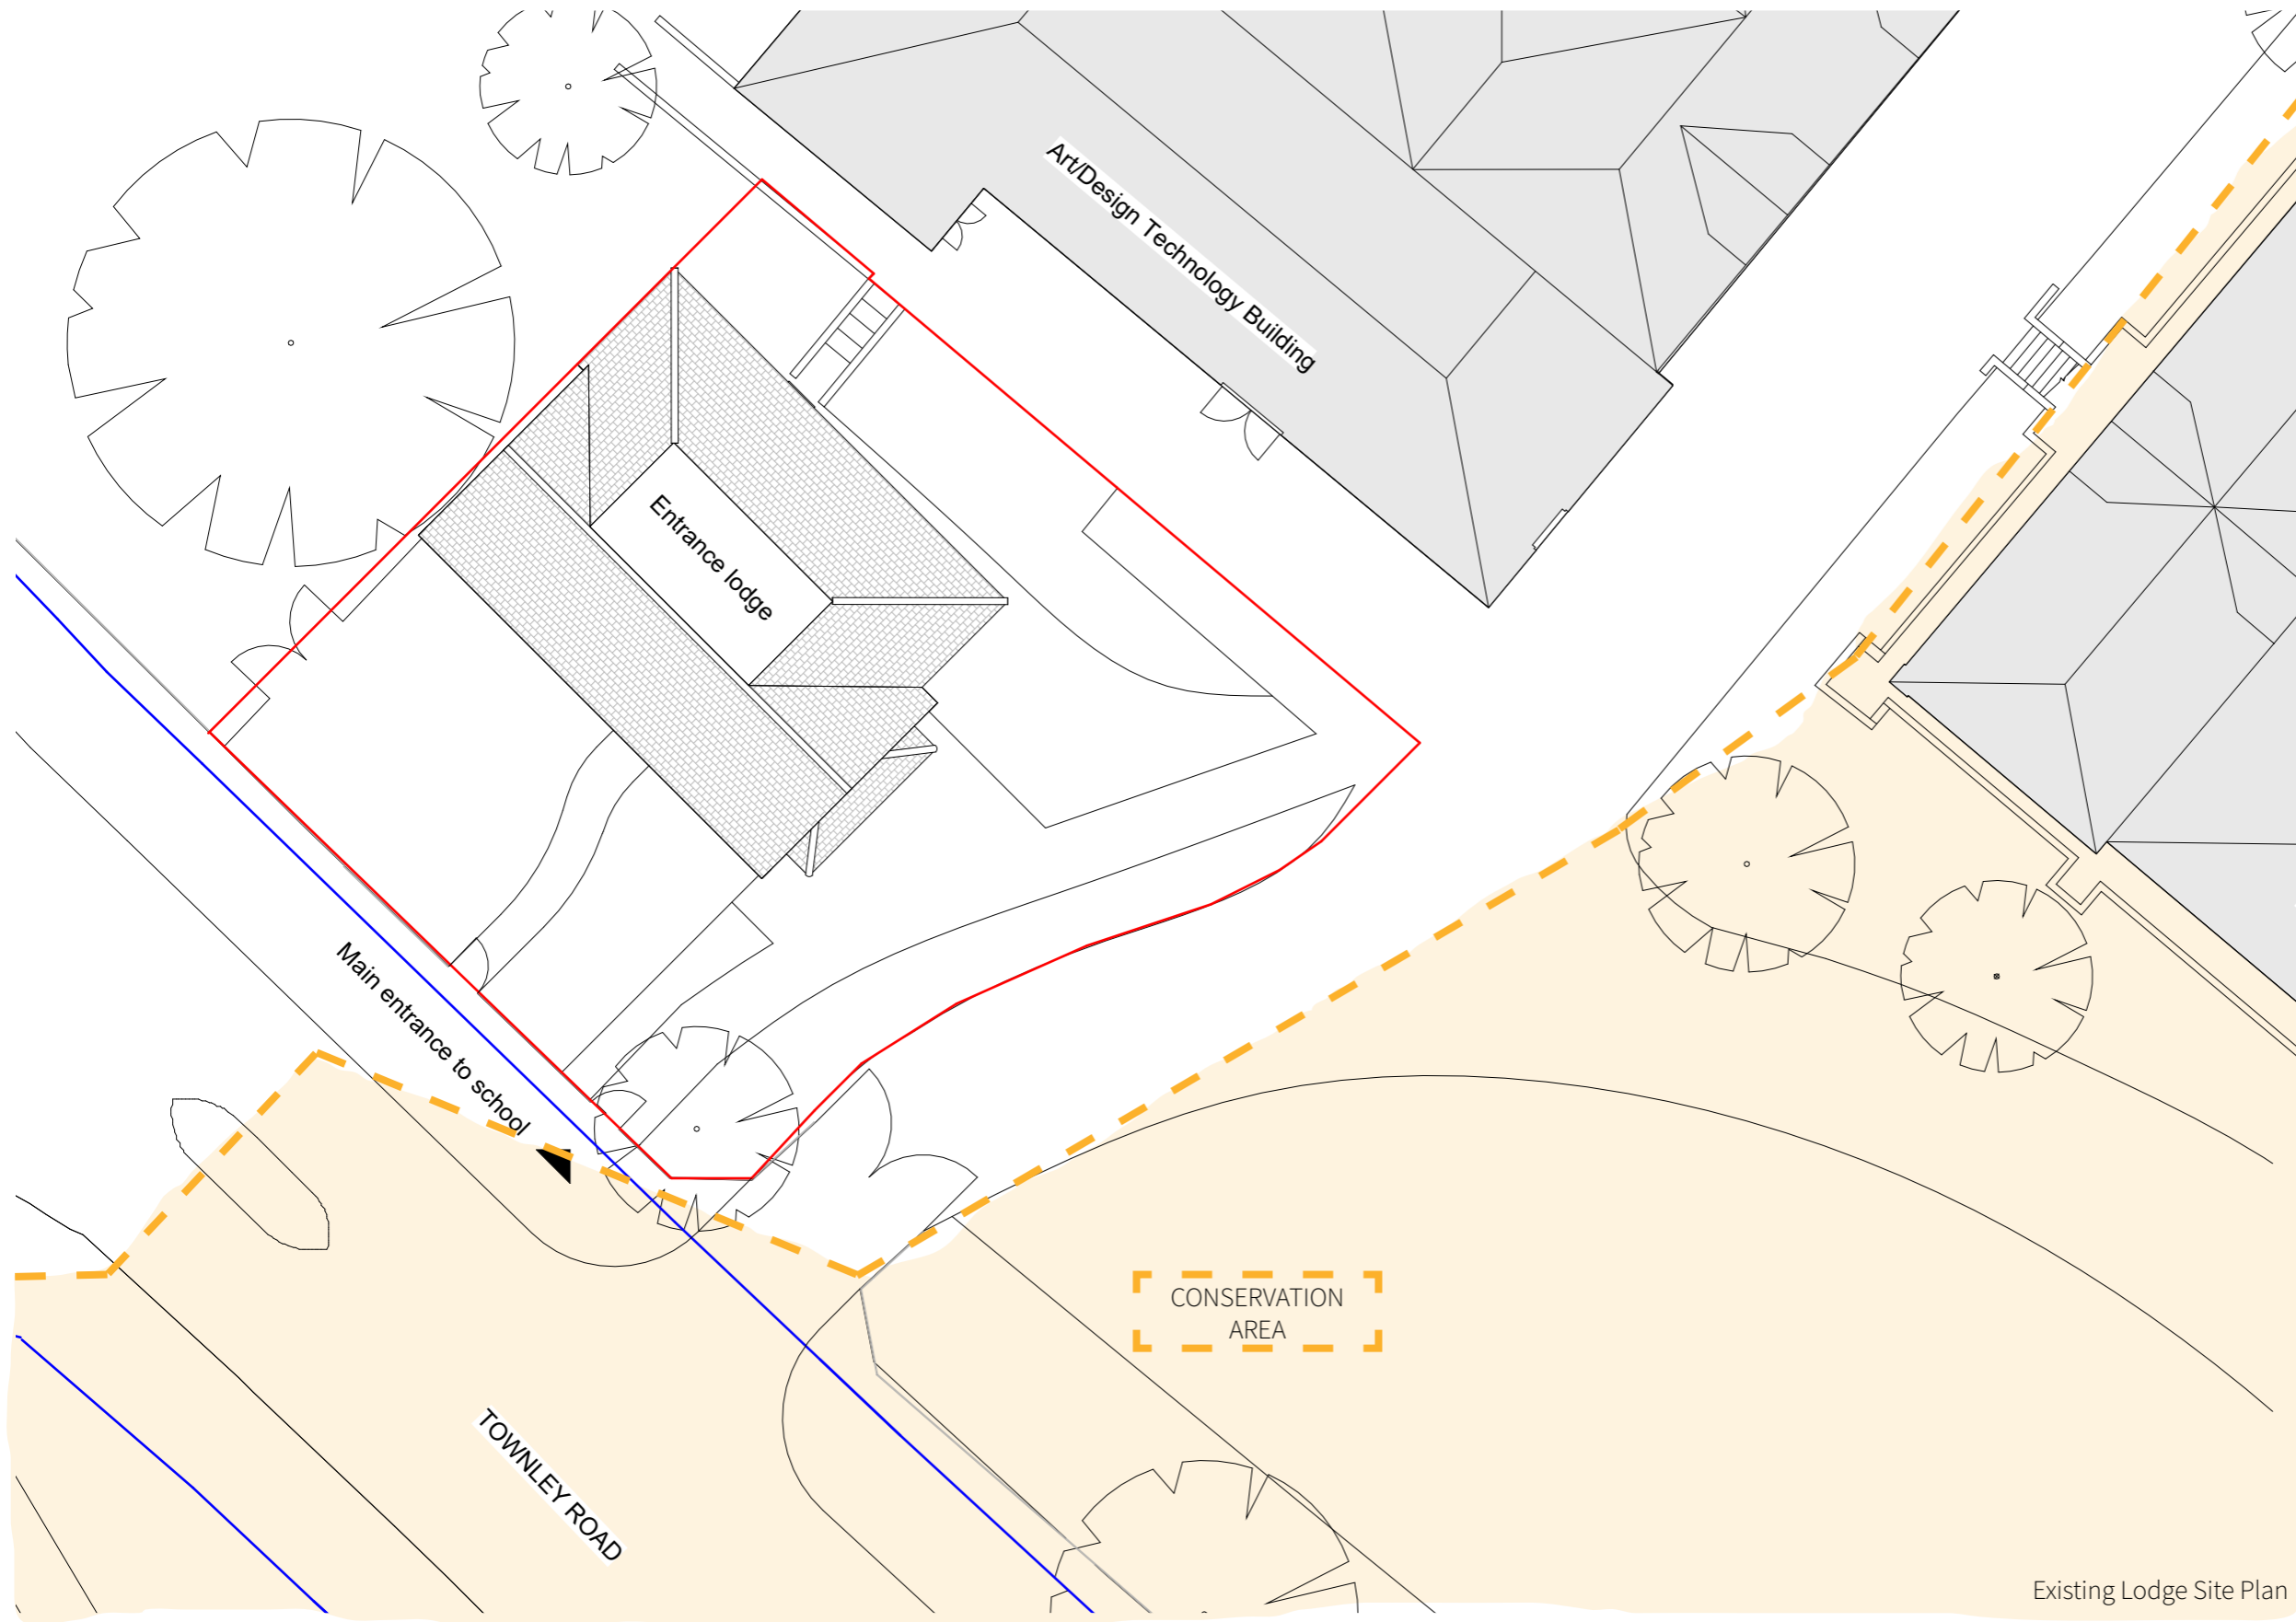 Art/Design Technology Building
Entrance lodge
Main entrance to school
CONSERVATION
AREA
TOWNLEY ROAD
Existing Lodge Site Plan